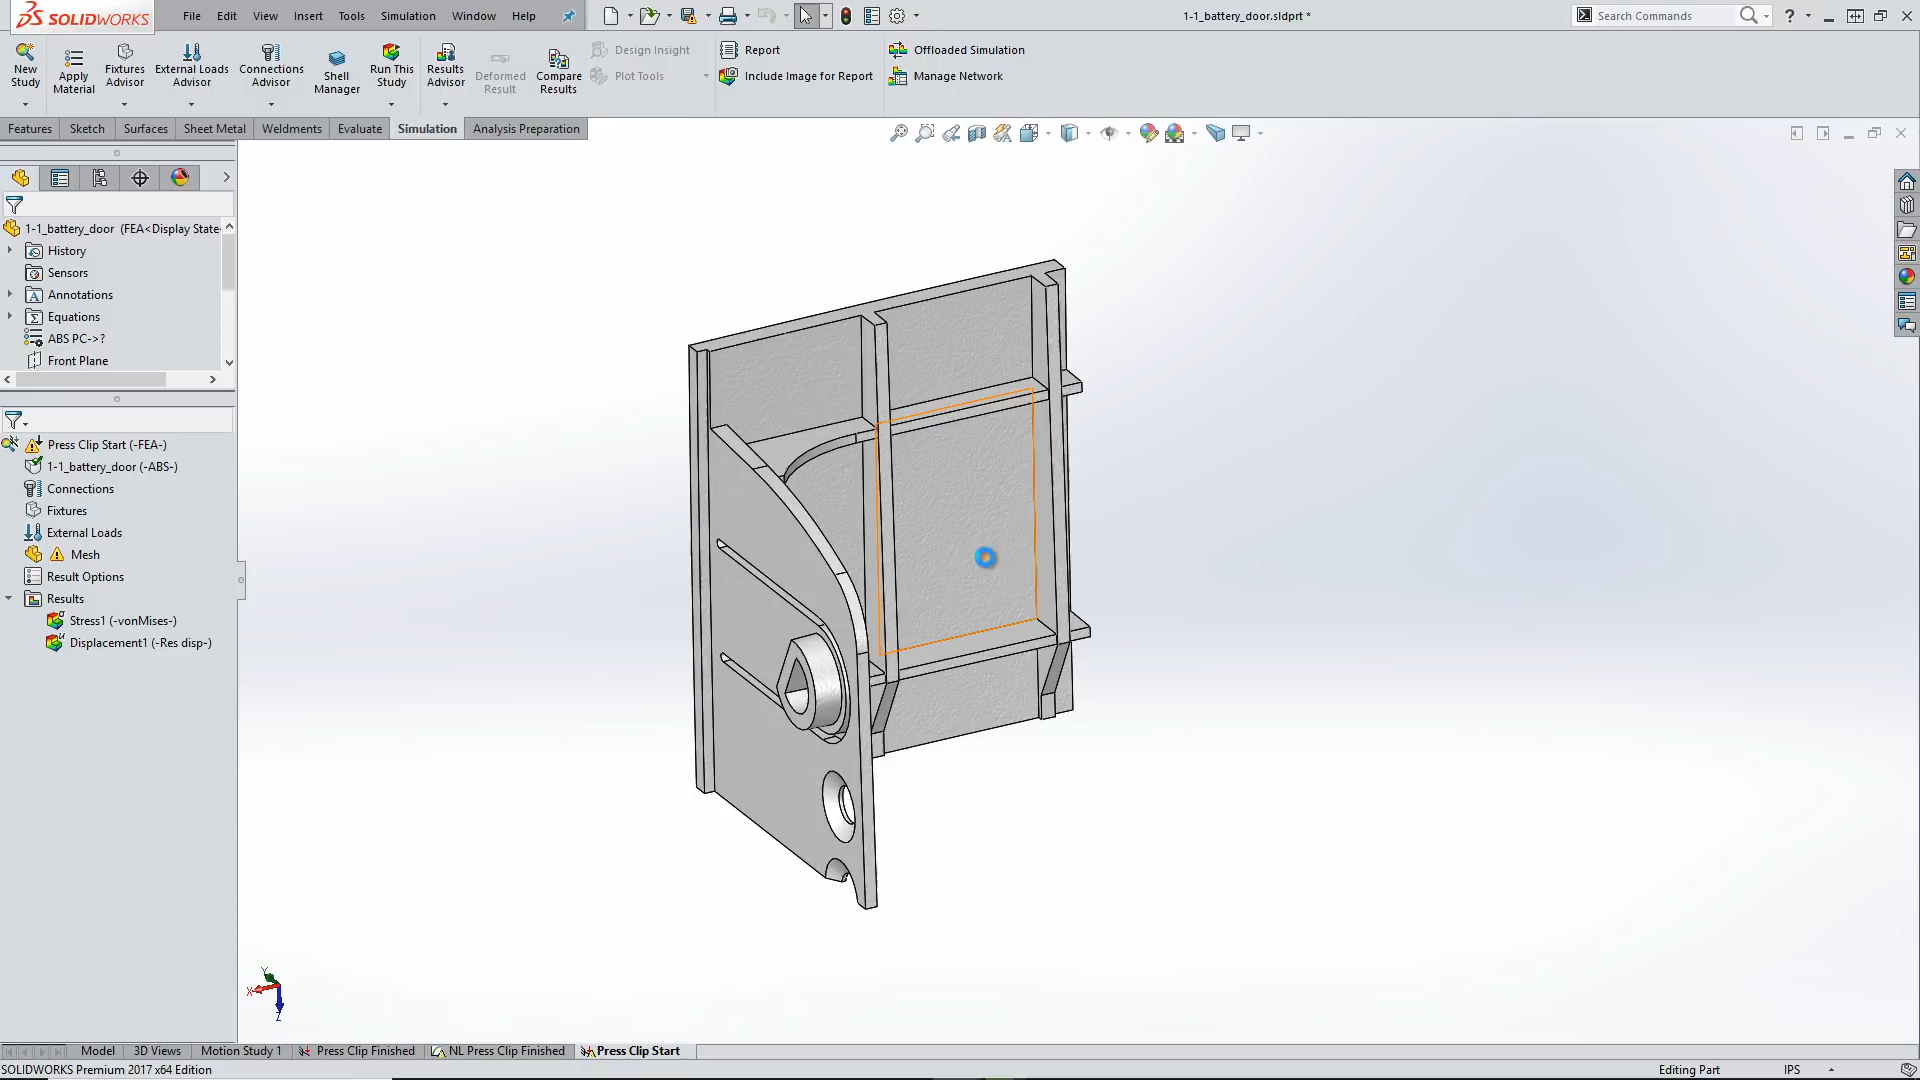 SOLIDWORKS
File Edit View Insert Tools Simulation Window Help
1-1_battery_door.sldprt *
Search Commands
New Study
Apply Material
Fixtures Advisor
External Loads Advisor
Connections Advisor
Shell Manager
Run This Study
Results Advisor
Deformed Result
Compare Results
Design Insight
Plot Tools
Report
Include Image for Report
Offloaded Simulation
Manage Network
Features Sketch Surfaces Sheet Metal Weldments Evaluate Simulation Analysis Preparation
1-1_battery_door (FEA<Display State-
History
Sensors
Annotations
Equations
ABS PC->?
Front Plane
Press Clip Start (-FEA-)
1-1_battery_door (-ABS-)
Connections
Fixtures
External Loads
Mesh
Result Options
Results
Stress1 (-vonMises-)
Displacement1 (-Res disp-)
Y
X
Z
Model 3D Views Motion Study 1 Press Clip Finished NL Press Clip Finished Press Clip Start
SOLIDWORKS Premium 2017 x64 Edition
Editing Part
IPS